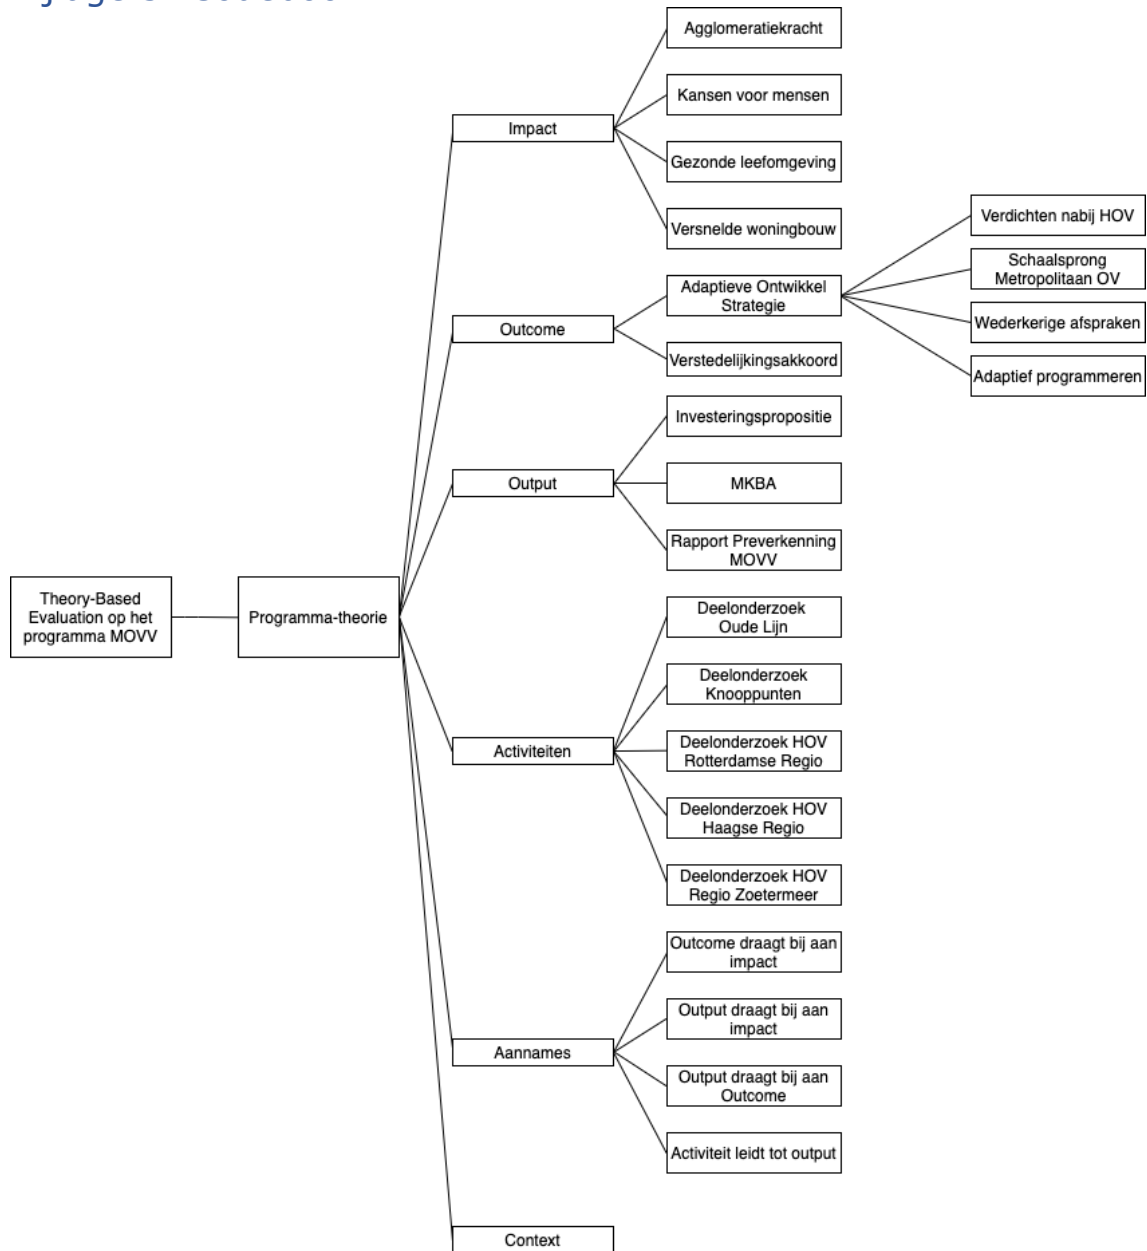 Agglomeratiekracht
Kansen voor mensen
Impact
Gezonde leefomgeving
Versnelde woningbouw
Verdichten nabij HOV
Schaalsprong
Metropolitaan OV
Adaptieve Ontwikkel
Strategie
Outcome
Wederkerige afspraken
Verstedelijkingsakkoord
Adaptief programmeren
Investeringspropositie
Output
MKBA
Rapport Preverkenning
MOVV
Theory-Based
Evaluation op het
programma MOVV
Programma-theorie
Deelonderzoek
Oude Lijn
Deelonderzoek
Knooppunten
Activiteiten
Deelonderzoek HOV
Rotterdamse Regio
Deelonderzoek HOV
Haagse Regio
Deelonderzoek HOV
Regio Zoetermeer
Outcome draagt bij aan
impact
Output draagt bij aan
impact
Aannames
Output draagt bij aan
Outcome
Activiteit leidt tot output
Context